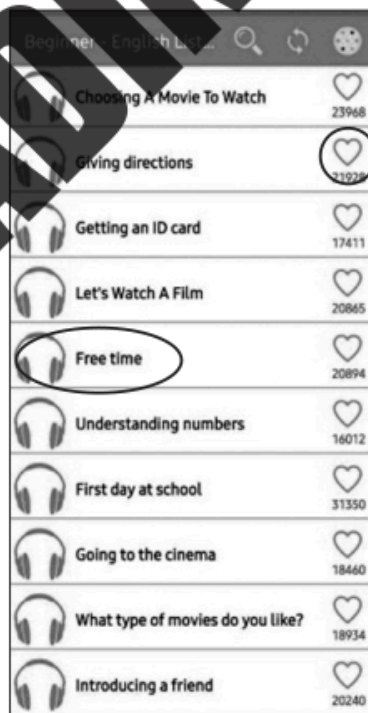 Beginner - English List...
Choosing A Movie To Watch
23968
Giving directions
21928
Getting an ID card
17411
Let's Watch A Film
20865
Free time
20894
Understanding numbers
16012
First day at school
31350
Going to the cinema
18460
What type of movies do you like?
18934
Introducing a friend
20240